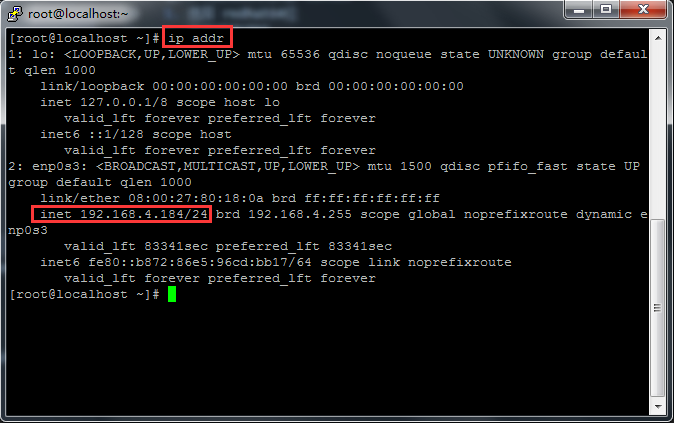 root@localhost:~
[root@localhost ~]# ip addr
1: lo: <LOOPBACK,UP,LOWER_UP> mtu 65536 qdisc noqueue state UNKNOWN group defaul
t qlen 1000
    link/loopback 00:00:00:00:00:00 brd 00:00:00:00:00:00
    inet 127.0.0.1/8 scope host lo
       valid_lft forever preferred_lft forever
    inet6 ::1/128 scope host
       valid_lft forever preferred_lft forever
2: enp0s3: <BROADCAST,MULTICAST,UP,LOWER_UP> mtu 1500 qdisc pfifo_fast state UP
group default qlen 1000
    link/ether 08:00:27:80:18:0a brd ff:ff:ff:ff:ff:ff
    inet 192.168.4.184/24 brd 192.168.4.255 scope global noprefixroute dynamic e
np0s3
       valid_lft 83341sec preferred_lft 83341sec
    inet6 fe80::b872:86e5:96cd:bb17/64 scope link noprefixroute
       valid_lft forever preferred_lft forever
[root@localhost ~]#